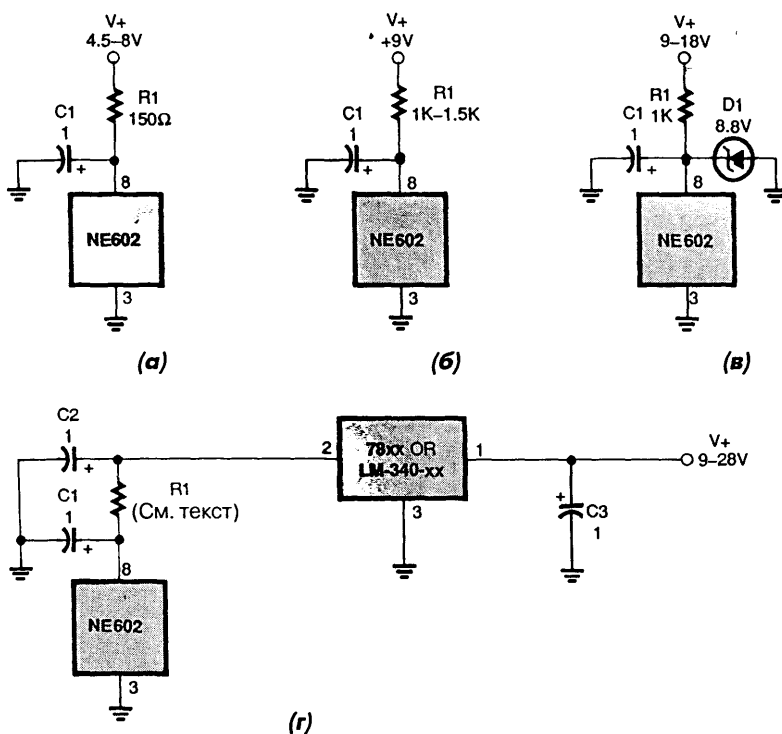 V+
4.5–8V
R1
150Ω
C1
1
+
8
NE602
3
(а)
V+
+9V
R1
1K–1.5K
C1
1
+
8
NE602
3
(б)
V+
9–18V
R1
1K
C1
1
+
D1
8.8V
8
NE602
3
(в)
C2
1
+
C1
1
+
R1
(См. текст)
8
NE602
3
2
78xx OR
LM-340-xx
1
3
V+
9–28V
+
C3
1
(г)